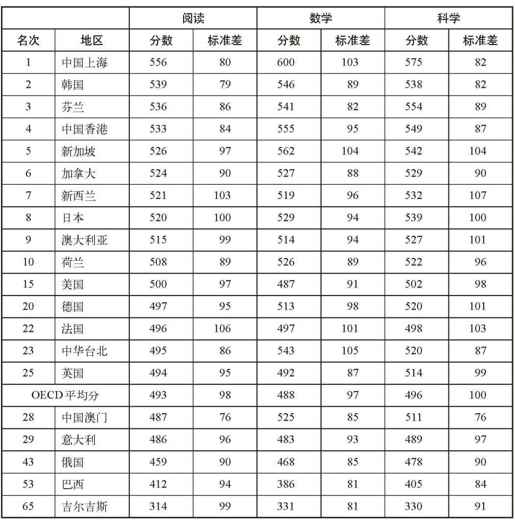 阅读 数学 科学
名次 地区 分数 标准差 分数 标准差 分数 标准差
1 中国上海 556 80 600 103 575 82
2 韩国 539 79 546 89 538 82
3 芬兰 536 86 541 82 554 89
4 中国香港 533 84 555 95 549 87
5 新加坡 526 97 562 104 542 104
6 加拿大 524 90 527 88 529 90
7 新西兰 521 103 519 96 532 107
8 日本 520 100 529 94 539 100
9 澳大利亚 515 99 514 94 527 101
10 荷兰 508 89 526 89 522 96
15 美国 500 97 487 91 502 98
20 德国 497 95 513 98 520 101
22 法国 496 106 497 101 498 103
23 中华台北 495 86 543 105 520 87
25 英国 494 95 492 87 514 99
OECD平均分 493 98 488 97 496 100
28 中国澳门 487 76 525 85 511 76
29 意大利 486 96 483 93 489 97
43 俄国 459 90 468 85 478 90
53 巴西 412 94 386 81 405 84
65 吉尔吉斯 314 99 331 81 330 91